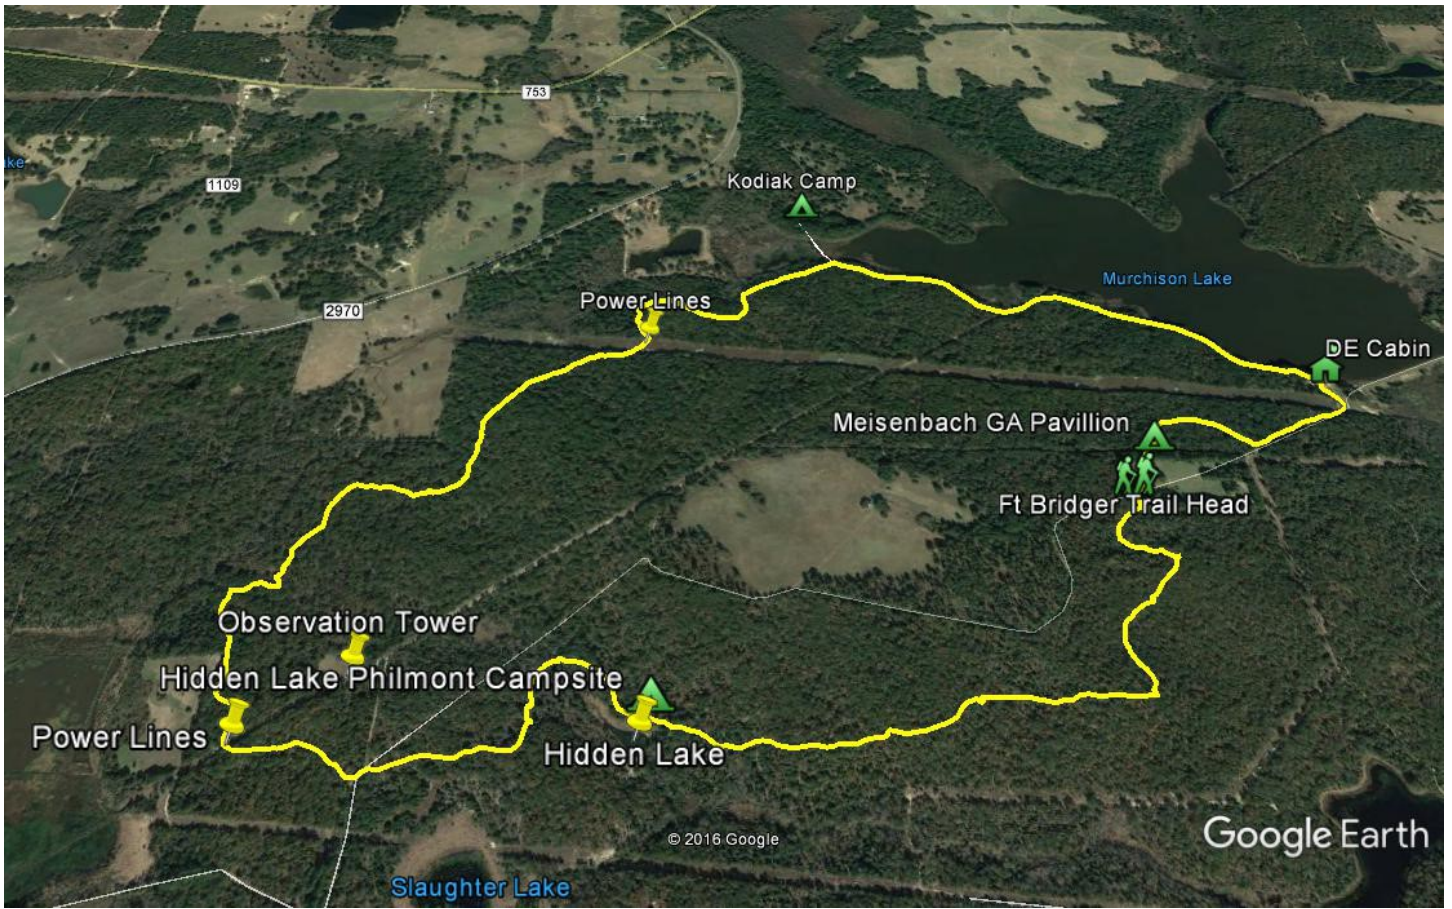 753
ke
1109
Kodiak Camp
Murchison Lake
Power Lines
2970
DE Cabin
Meisenbach GA Pavillion
Ft Bridger Trail Head
Observation Tower
Hidden Lake Philmont Campsite
Power Lines
Hidden Lake
© 2016 Google
Google Earth
Slaughter Lake